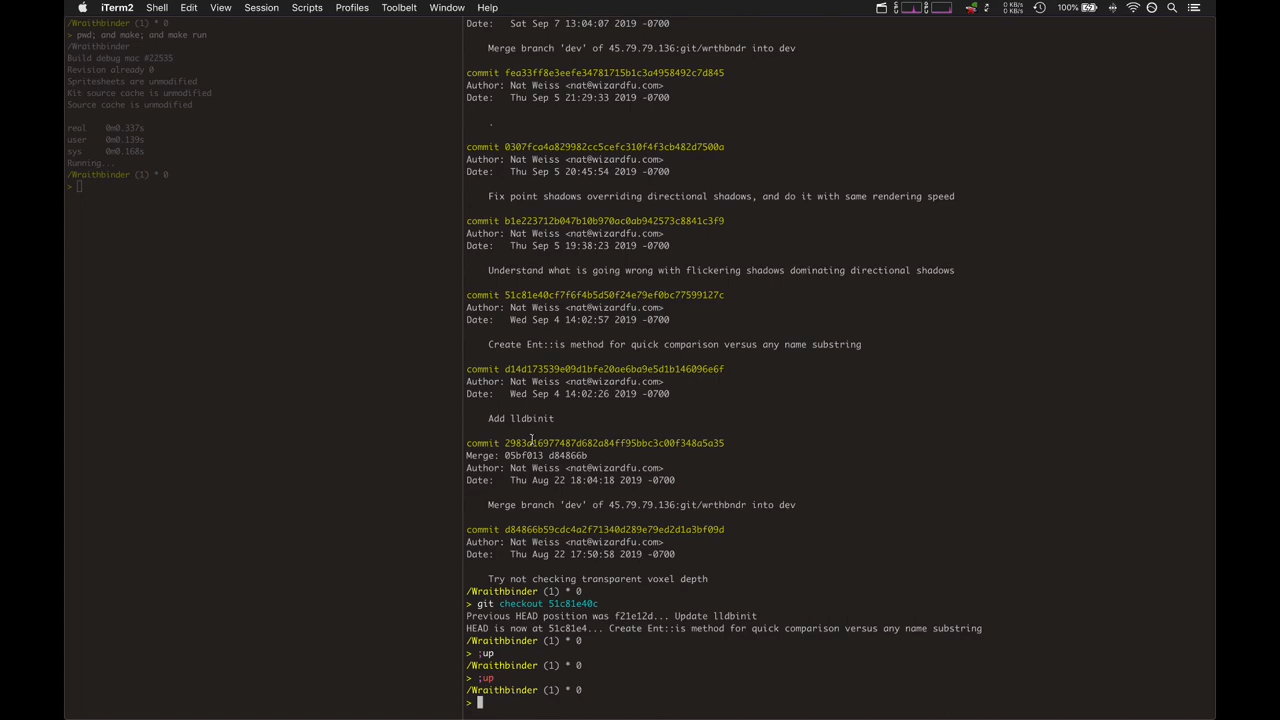 iTerm2 Shell Edit View Session Scripts Profiles Toolbelt Window Help
0 KB/s
0 KB/s
100%
/Wraithbinder (1) * 0
> pwd; and make; and make run
/Wraithbinder
Build debug mac #22535
Revision already 0
Spritesheets are unmodified
Kit source cache is unmodified
Source cache is unmodified
real 0m0.337s
user 0m0.139s
sys 0m0.168s
Running...
/Wraithbinder (1) * 0
>
Date: Sat Sep 7 13:04:07 2019 -0700
Merge branch 'dev' of 45.79.79.136:git/wrthbndr into dev
commit fea33ff8e3eefe34781715b1c3a4958492c7d845
Author: Nat Weiss <nat@wizardfu.com>
Date: Thu Sep 5 21:29:33 2019 -0700
.
commit 0307fca4a829982cc5cefc310f4f3cb482d7500a
Author: Nat Weiss <nat@wizardfu.com>
Date: Thu Sep 5 20:45:54 2019 -0700
Fix point shadows overriding directional shadows, and do it with same rendering speed
commit b1e223712b047b10b970ac0ab942573c8841c3f9
Author: Nat Weiss <nat@wizardfu.com>
Date: Thu Sep 5 19:38:23 2019 -0700
Understand what is going wrong with flickering shadows dominating directional shadows
commit 51c81e40cf7f6f4b5d50f24e79ef0bc77599127c
Author: Nat Weiss <nat@wizardfu.com>
Date: Wed Sep 4 14:02:57 2019 -0700
Create Ent::is method for quick comparison versus any name substring
commit d14d173539e09d1bfe20ae6ba9e5d1b146096e6f
Author: Nat Weiss <nat@wizardfu.com>
Date: Wed Sep 4 14:02:26 2019 -0700
Add lldbinit
commit 2983a16977487d682a84ff95bbc3c00f348a5a35
Merge: 05bf013 d84866b
Author: Nat Weiss <nat@wizardfu.com>
Date: Thu Aug 22 18:04:18 2019 -0700
Merge branch 'dev' of 45.79.79.136:git/wrthbndr into dev
commit d84866b59cdc4a2f71340d289e79ed2d1a3bf09d
Author: Nat Weiss <nat@wizardfu.com>
Date: Thu Aug 22 17:50:58 2019 -0700
Try not checking transparent voxel depth
/Wraithbinder (1) * 0
> git checkout 51c81e40c
Previous HEAD position was f21e12d... Update lldbinit
HEAD is now at 51c81e4... Create Ent::is method for quick comparison versus any name substring
/Wraithbinder (1) * 0
> ;up
/Wraithbinder (1) * 0
> ;up
/Wraithbinder (1) * 0
>